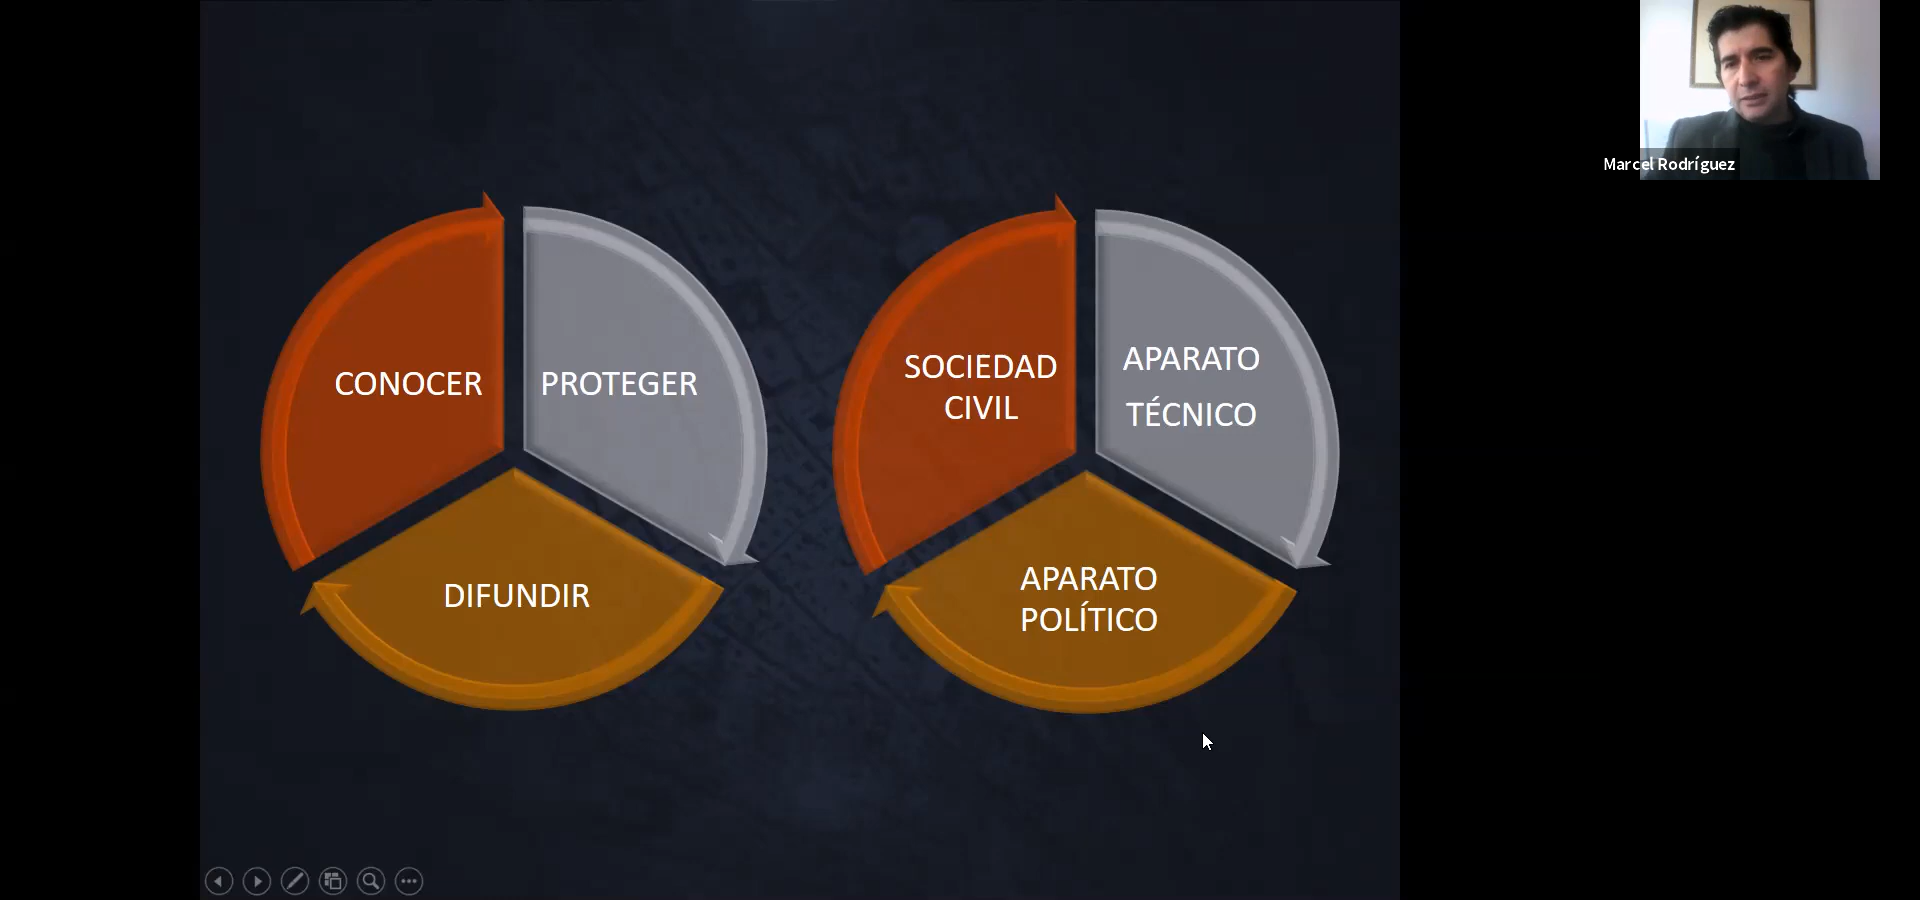 Marcel Rodríguez
CONOCER
PROTEGER
DIFUNDIR
SOCIEDAD
CIVIL
APARATO
TÉCNICO
APARATO
POLÍTICO